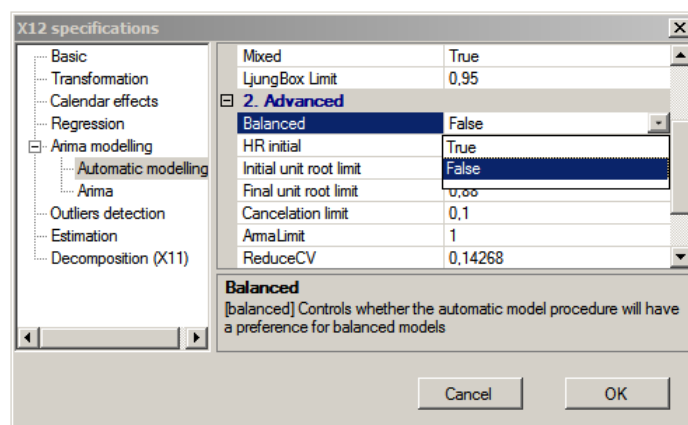 X12 specifications
Basic
Transformation
Calendar effects
Regression
Arima modelling
Automatic modelling
Arima
Outliers detection
Estimation
Decomposition (X11)
Mixed True
LjungBox Limit 0,95
2. Advanced
Balanced False
HR initial True
Initial unit root limit False
Final unit root limit 0,88
Cancelation limit 0,1
ArmaLimit 1
ReduceCV 0,14268
Balanced
[balanced] Controls whether the automatic model procedure will have
a preference for balanced models
Cancel OK